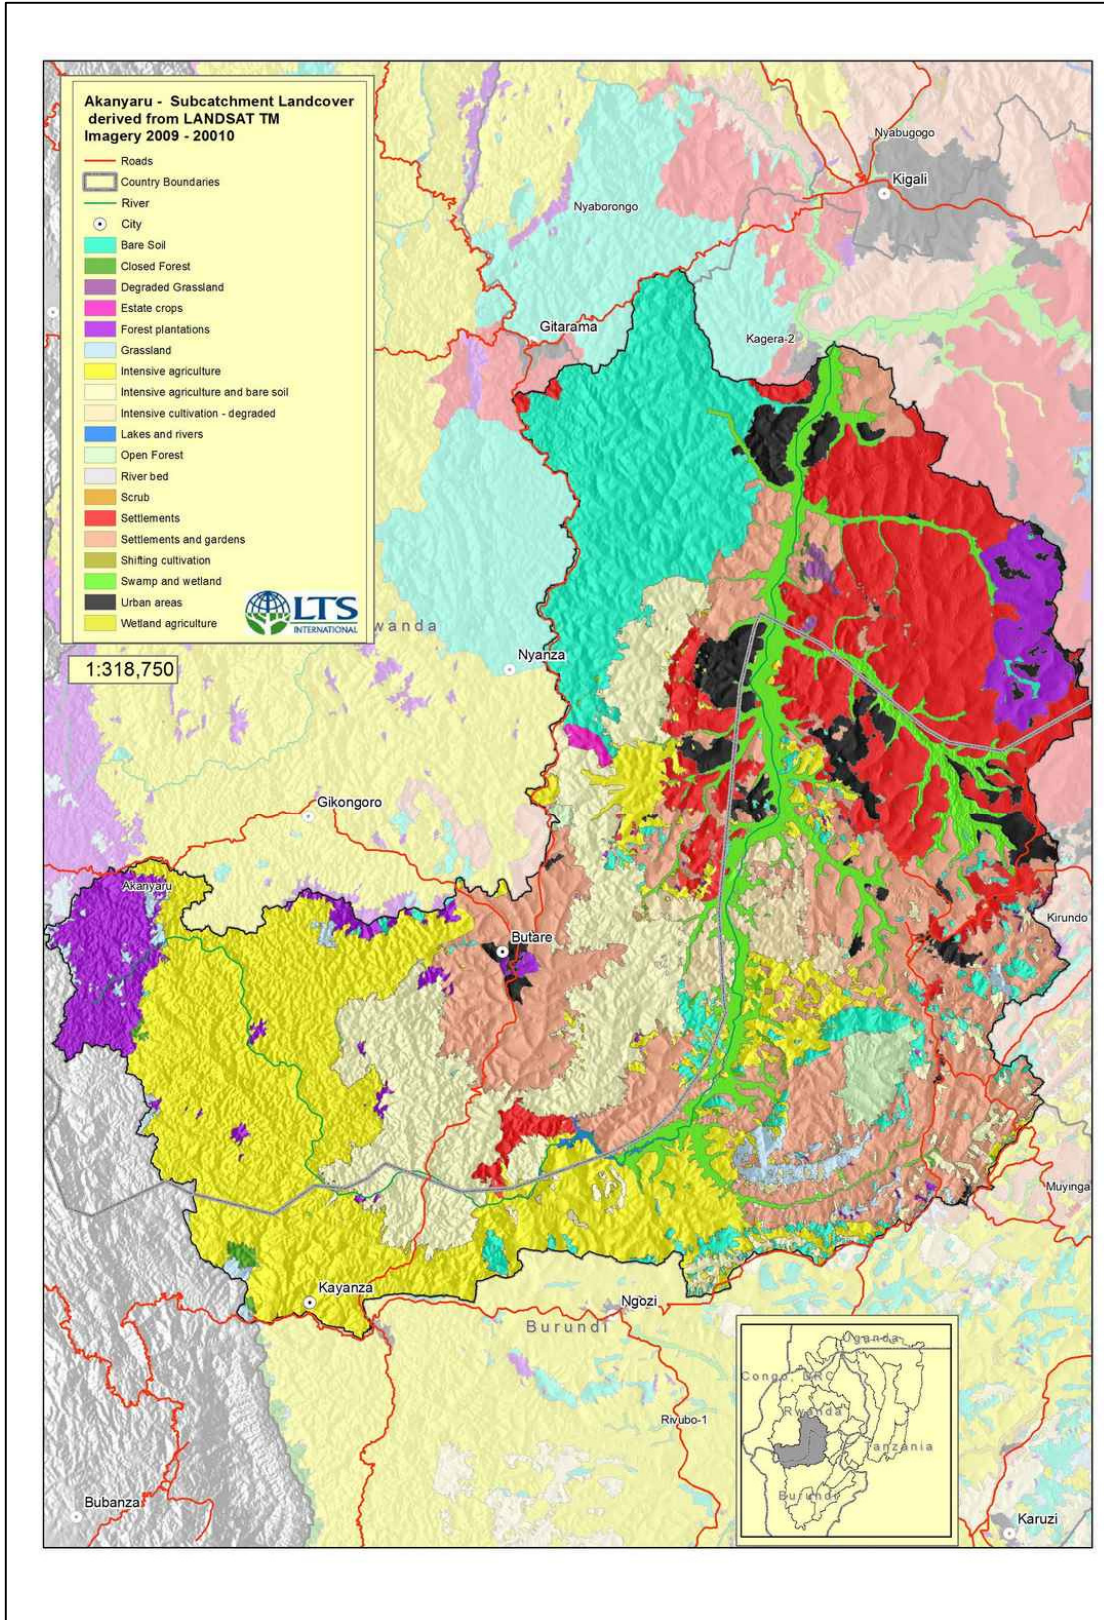 Akanyaru - Subcatchment Landcover
derived from LANDSAT TM
Imagery 2009 - 20010
Roads
Country Boundaries
River
City
Bare Soil
Closed Forest
Degraded Grassland
Estate crops
Forest plantations
Grassland
Intensive agriculture
Intensive agriculture and bare soil
Intensive cultivation - degraded
Lakes and rivers
Open Forest
River bed
Scrub
Settlements
Settlements and gardens
Shifting cultivation
Swamp and wetland
Urban areas
Wetland agriculture
LTS
INTERNATIONAL
1:318,750
Nyabugogo
Kigali
Nyaborongo
Gitarama
Kagera-2
wanda
Nyanza
Gikongoro
Akanyaru
Kirundo
Butare
Muyinga
Kayanza
Ngozi
Burundi
Rivubo-1
Bubanza
Karuzi
Uganda
Congo, DRC
Rwanda
anzania
Burundi